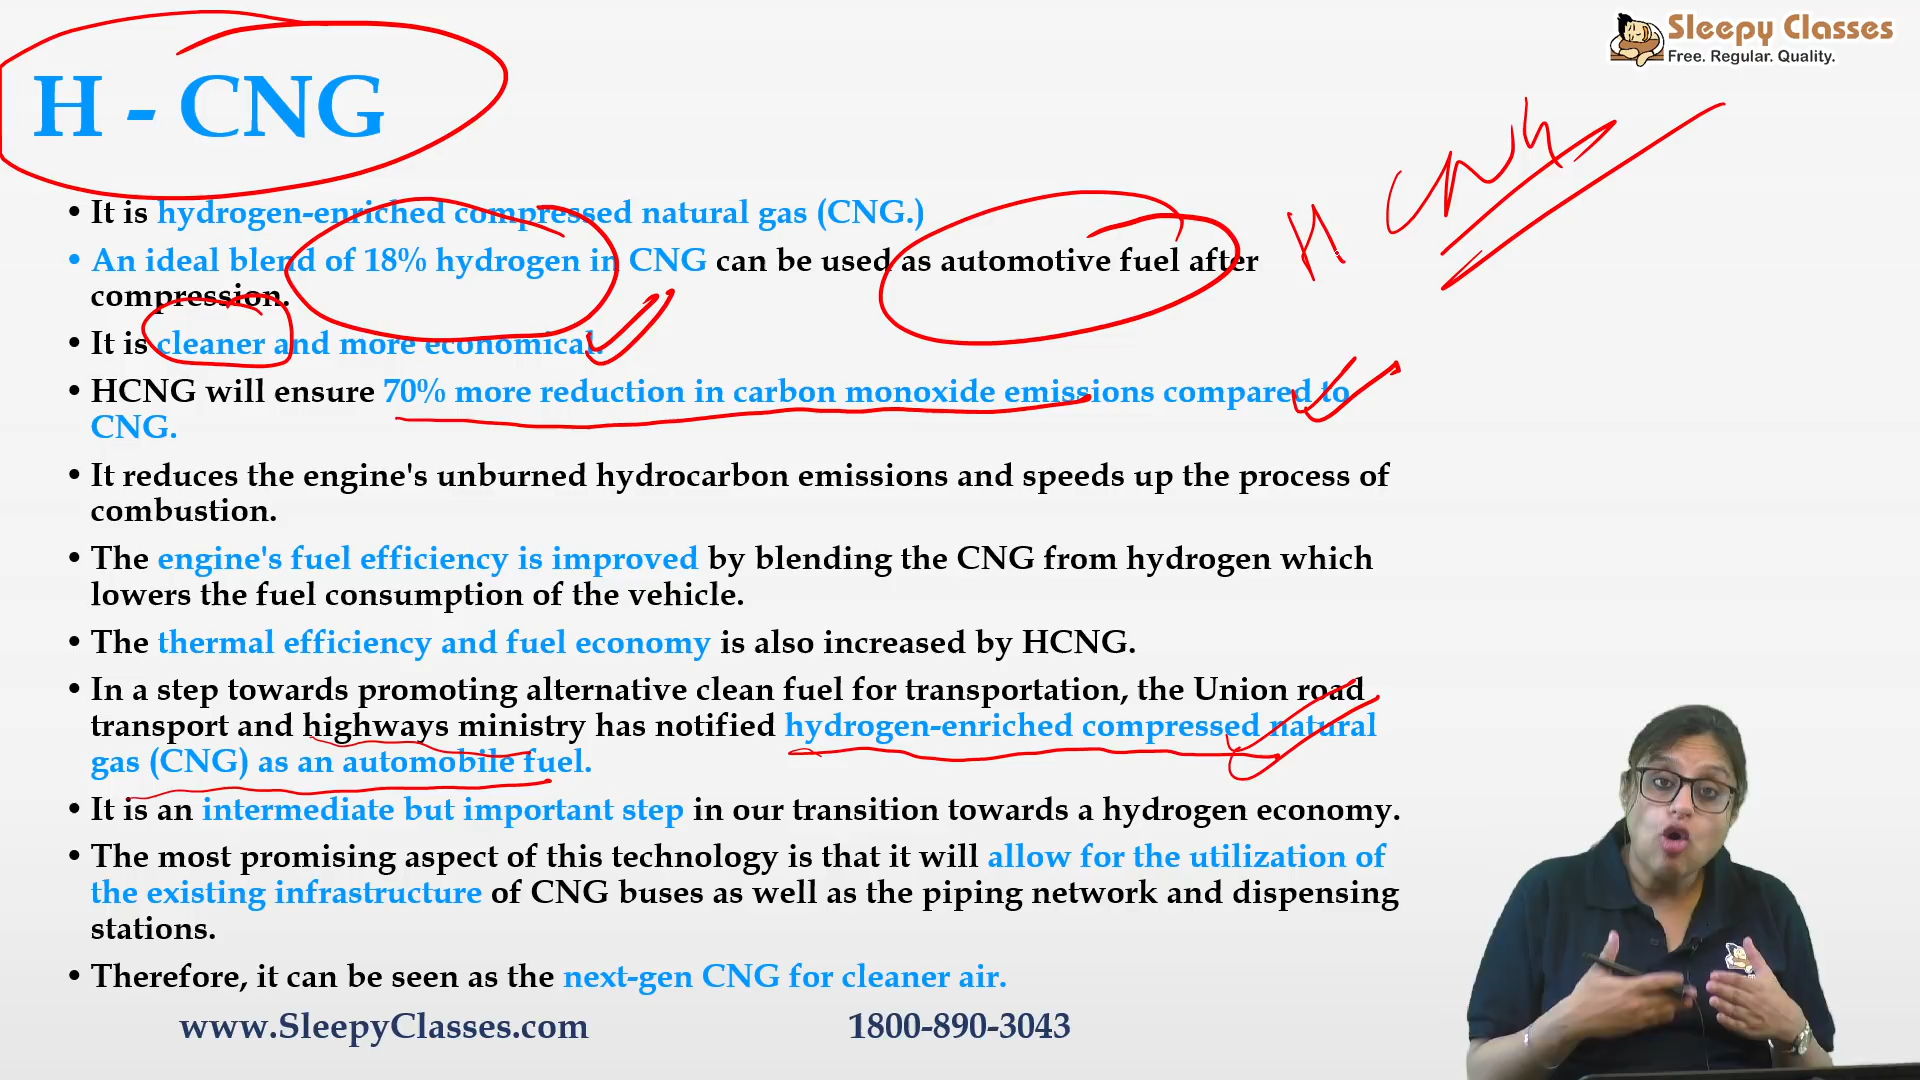 Sleepy Classes
Free. Regular. Quality.
H - CNG
H CNG
• It is hydrogen-enriched compressed natural gas (CNG.)
• An ideal blend of 18% hydrogen in CNG can be used as automotive fuel after
compression.
• It is cleaner and more economical.
• HCNG will ensure 70% more reduction in carbon monoxide emissions compared to
CNG.
• It reduces the engine's unburned hydrocarbon emissions and speeds up the process of
combustion.
• The engine's fuel efficiency is improved by blending the CNG from hydrogen which
lowers the fuel consumption of the vehicle.
• The thermal efficiency and fuel economy is also increased by HCNG.
• In a step towards promoting alternative clean fuel for transportation, the Union road
transport and highways ministry has notified hydrogen-enriched compressed natural
gas (CNG) as an automobile fuel.
• It is an intermediate but important step in our transition towards a hydrogen economy.
• The most promising aspect of this technology is that it will allow for the utilization of
the existing infrastructure of CNG buses as well as the piping network and dispensing
stations.
• Therefore, it can be seen as the next-gen CNG for cleaner air.
www.SleepyClasses.com 1800-890-3043